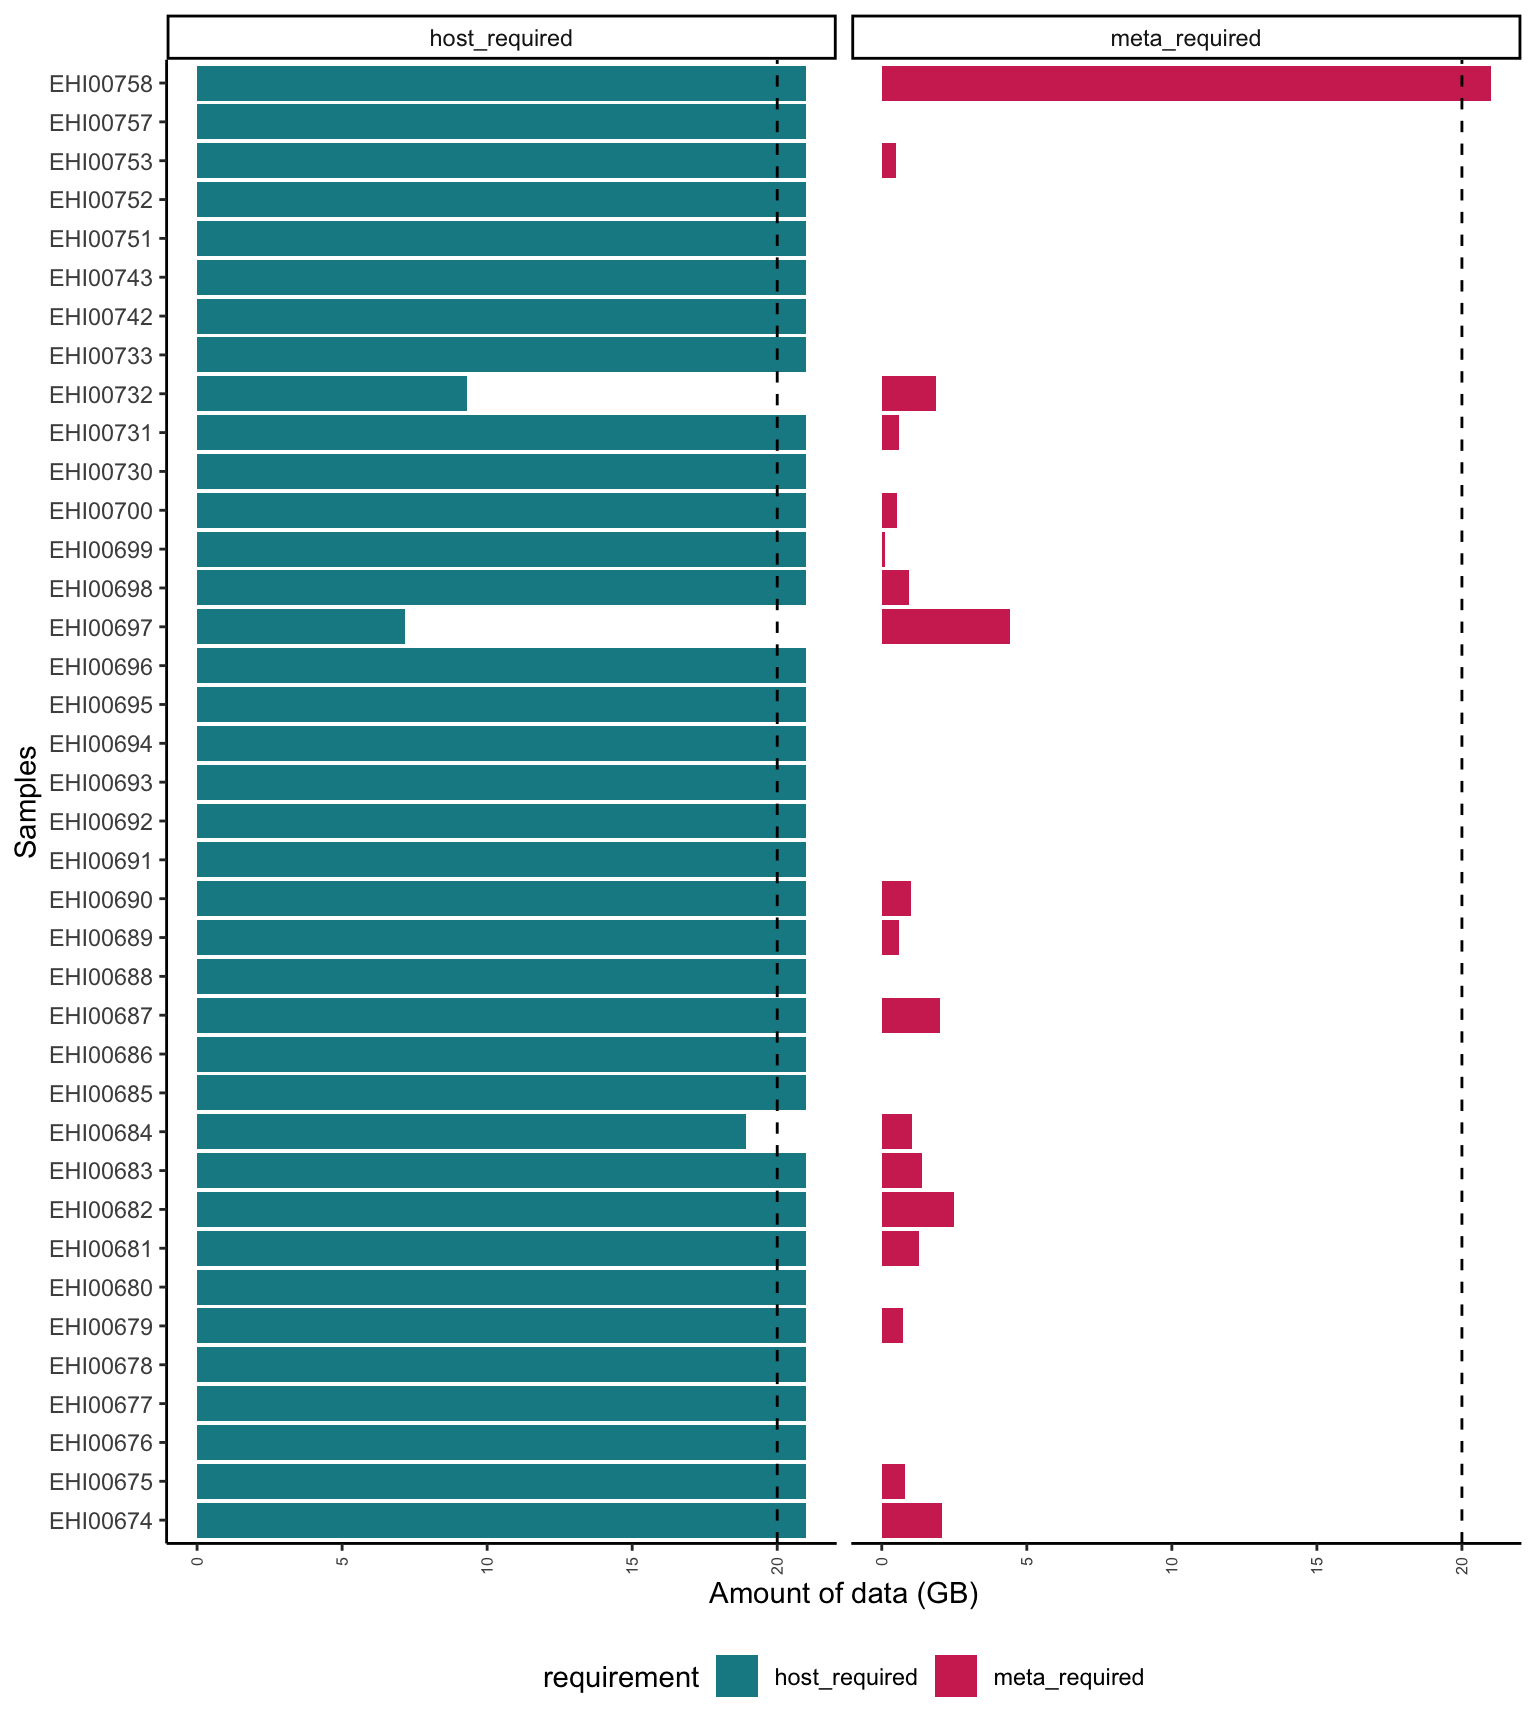 host_required
meta_required
EHI00758
EHI00757
EHI00753
EHI00752
EHI00751
EHI00743
EHI00742
EHI00733
EHI00732
EHI00731
EHI00730
EHI00700
EHI00699
EHI00698
EHI00697
EHI00696
EHI00695
EHI00694
EHI00693
EHI00692
EHI00691
EHI00690
EHI00689
EHI00688
EHI00687
EHI00686
EHI00685
EHI00684
EHI00683
EHI00682
EHI00681
EHI00680
EHI00679
EHI00678
EHI00677
EHI00676
EHI00675
EHI00674
Samples
0 5 10 15 20
0 5 10 15 20
Amount of data (GB)
requirement host_required meta_required